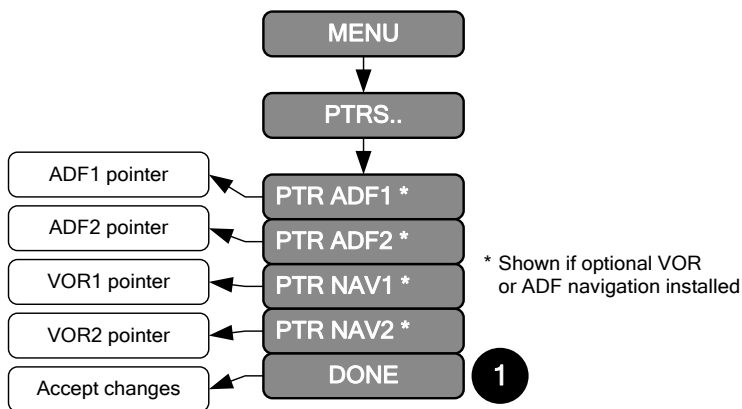 MENU
PTRS..
ADF1 pointer
PTR ADF1 *
ADF2 pointer
PTR ADF2 *
VOR1 pointer
PTR NAV1 *
VOR2 pointer
PTR NAV2 *
Accept changes
DONE
1
* Shown if optional VOR
or ADF navigation installed